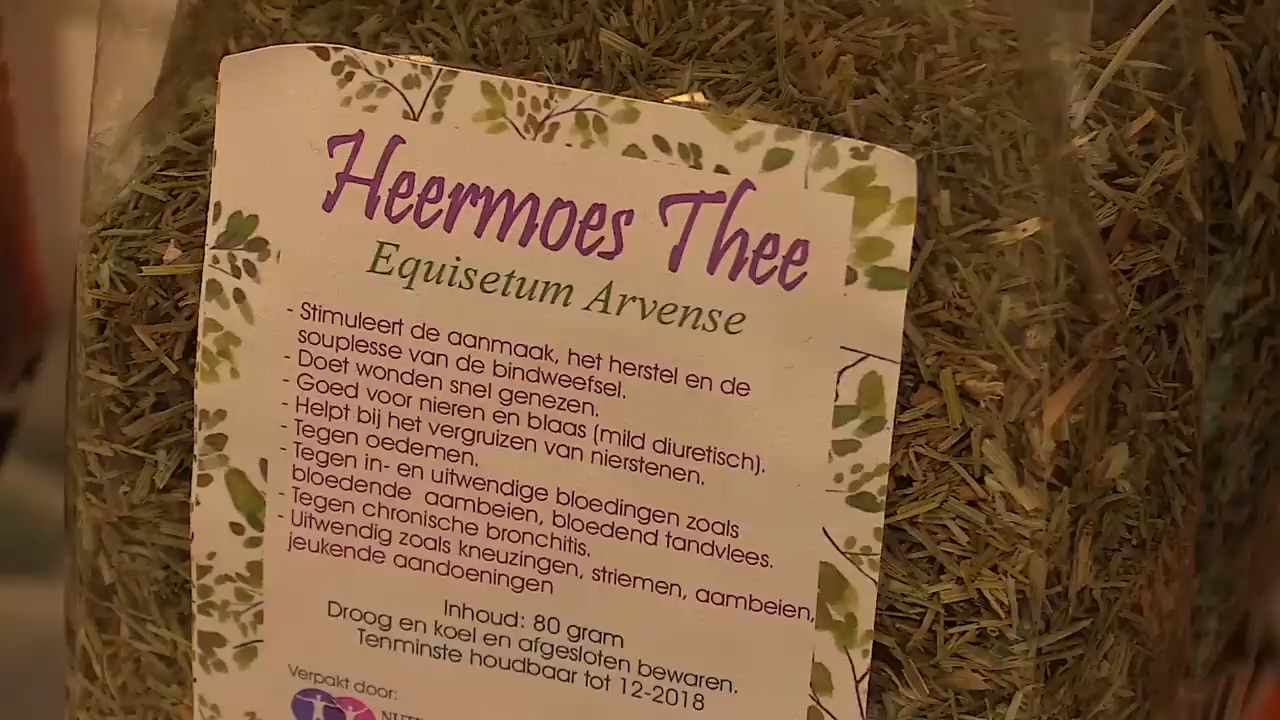 Heermoes Thee
Equisetum Arvense
- Stimuleert de aanmaak, het herstel en de
souplesse van de bindweefsel.
- Doet wonden snel genezen.
- Goed voor nieren en blaas (mild diuretisch).
- Helpt bij het vergruizen van nierstenen.
- Tegen oedemen.
- Tegen in- en uitwendige bloedingen zoals
bloedende aambeien, bloedend tandvlees.
- Tegen chronische bronchitis.
- Uitwendig zoals kneuzingen, striemen, aambeien,
jeukende aandoeningen
Inhoud: 80 gram
Droog en koel en afgesloten bewaren.
Tenminste houdbaar tot 12-2018
Verpakt door: